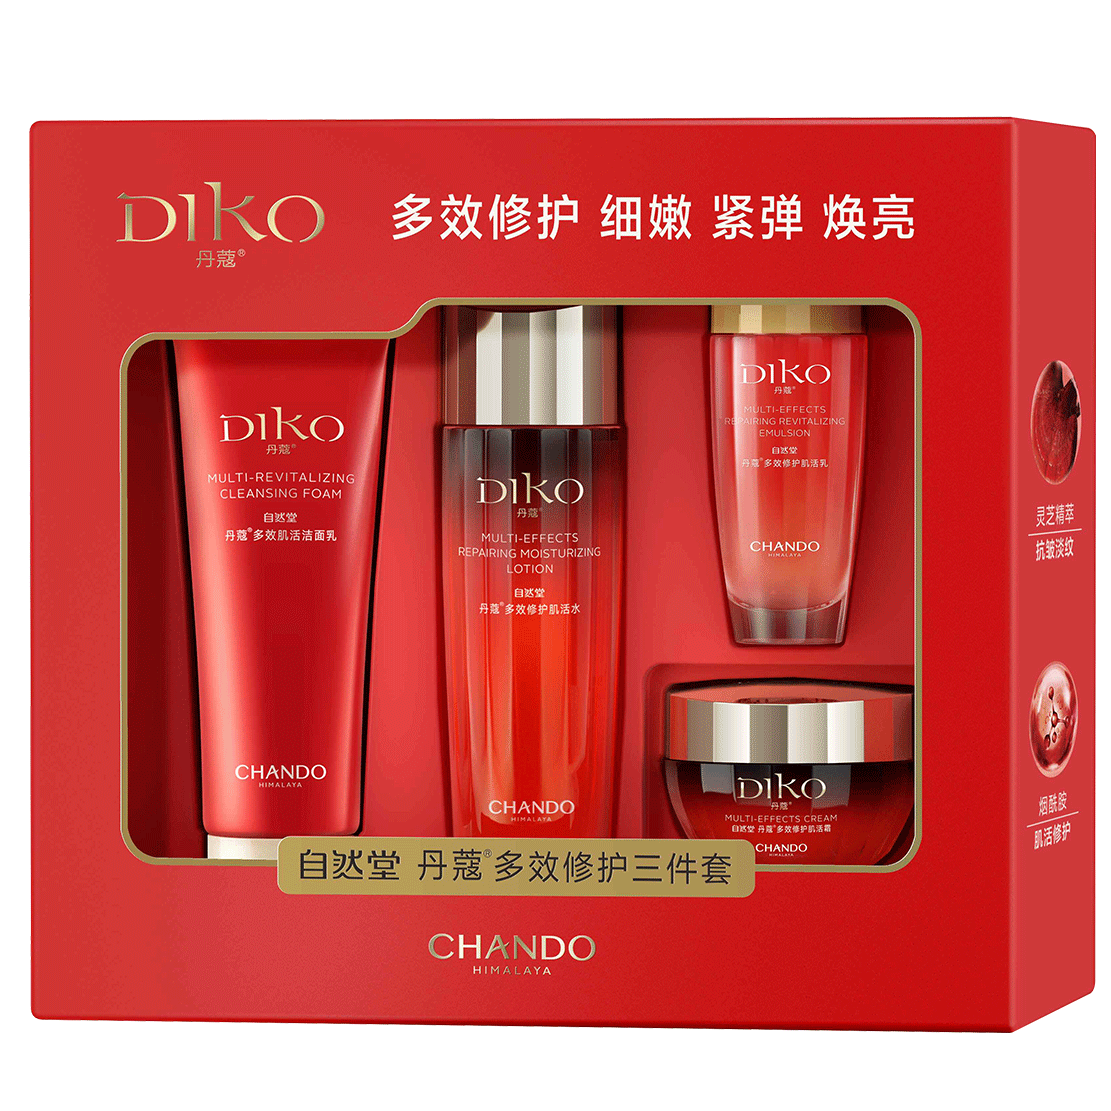 DIKO
丹蔻®
多效修护 细嫩 紧弹 焕亮
DIKO
丹蔻®
MULTI-REVITALIZING
CLEANSING FOAM
自然堂
丹蔻®多效肌活洁面乳
CHANDO
HIMALAYA
DIKO
丹蔻®
MULTI-EFFECTS
REPAIRING MOISTURIZING
LOTION
自然堂
丹蔻®多效修护肌活水
CHANDO
HIMALAYA
DIKO
丹蔻®
MULTI-EFFECTS
REPAIRING REVITALIZING
EMULSION
自然堂
丹蔻®多效修护肌活乳
CHANDO
HIMALAYA
DIKO
丹蔻®
MULTI-EFFECTS CREAM
自然堂 丹蔻®多效修护肌活霜
CHANDO
HIMALAYA
自然堂 丹蔻®多效修护三件套
CHANDO
HIMALAYA
灵芝精萃
抗皱淡纹
烟酰胺
肌活修护